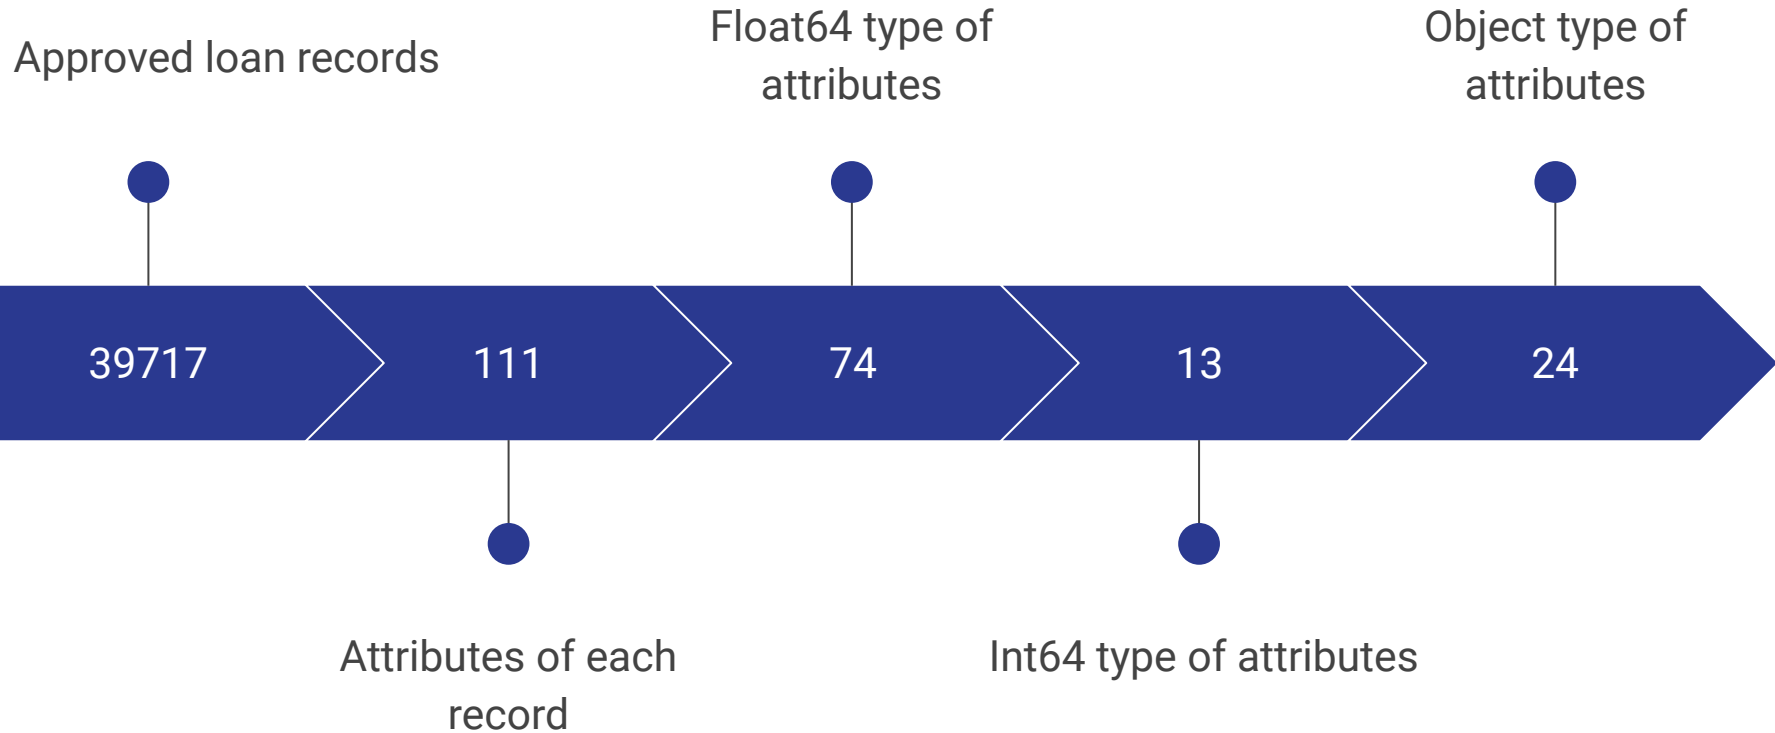 Approved loan records
Float64 type of
attributes
Object type of
attributes
39717
111
74
13
24
Attributes of each
record
Int64 type of attributes